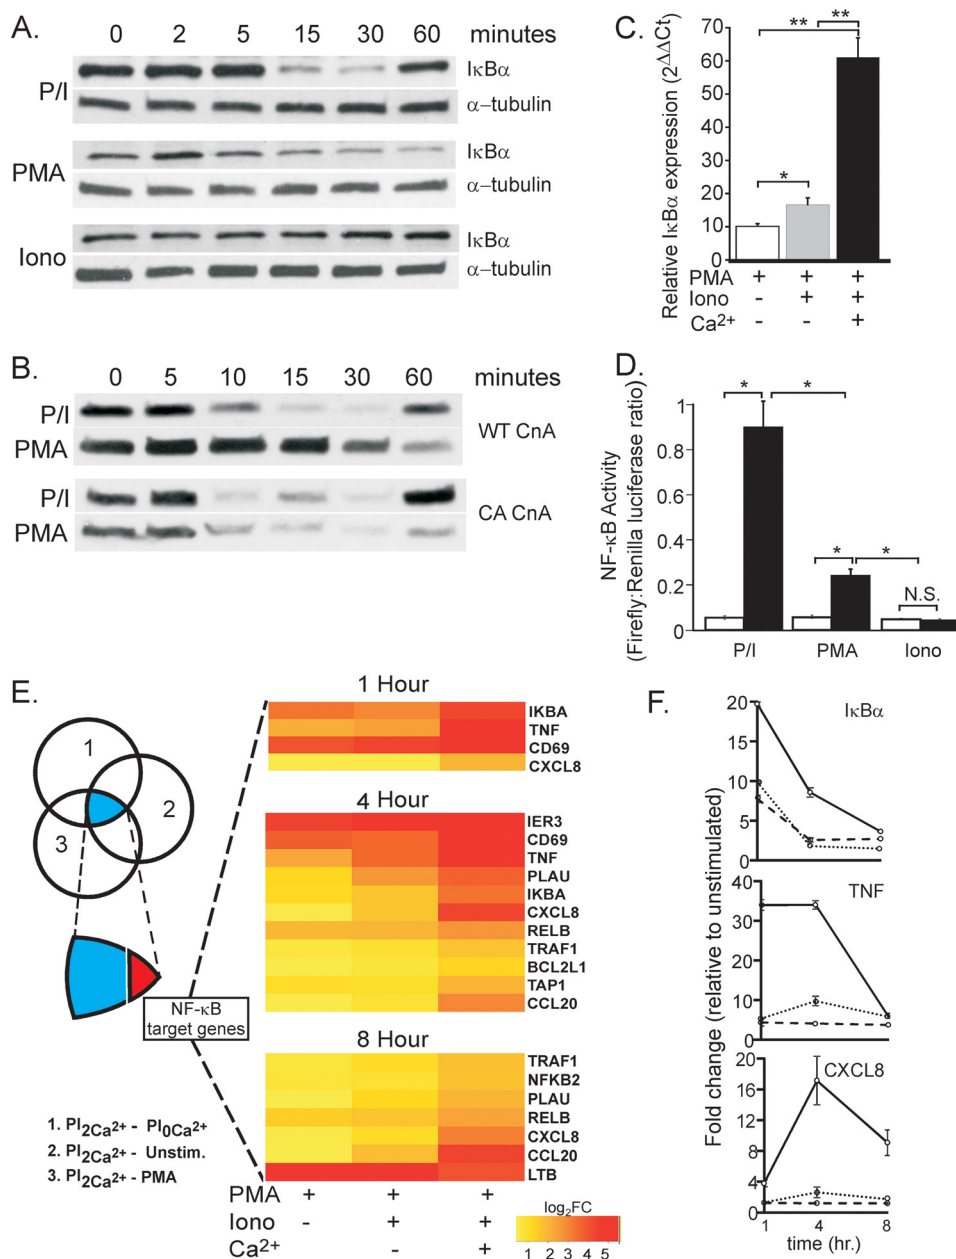 A.
0 2 5 15 30 60 minutes
P/I
IκBα
α–tubulin
PMA
IκBα
α–tubulin
Iono
IκBα
α–tubulin
B.
0 5 10 15 30 60 minutes
P/I
PMA
WT CnA
P/I
PMA
CA CnA
C.
Relative IκBα expression (2^ΔΔCt)
70
60
50
40
30
20
10
0
** **
*
PMA + + +
Iono - + +
Ca2+ - - +
D.
NF-κB Activity
(Firefly:Renilla luciferase ratio)
1
0.8
0.6
0.4
0.2
0
* *
* *
N.S.
P/I PMA Iono
E.
1
2
3
NF-κB
target genes
1. PI2Ca2+ - PI0Ca2+
2. PI2Ca2+ - Unstim.
3. PI2Ca2+ - PMA
1 Hour
IKBA
TNF
CD69
CXCL8
4 Hour
IER3
CD69
TNF
PLAU
IKBA
CXCL8
RELB
TRAF1
BCL2L1
TAP1
CCL20
8 Hour
TRAF1
NFKB2
PLAU
RELB
CXCL8
CCL20
LTB
PMA + + +
Iono - + +
Ca2+ - +
log2FC
1 2 3 4 5
F.
Fold change (relative to unstimulated)
IκBα
20
15
10
5
0
TNF
40
30
20
10
0
CXCL8
20
16
12
8
4
0
1 4 8
time (hr.)